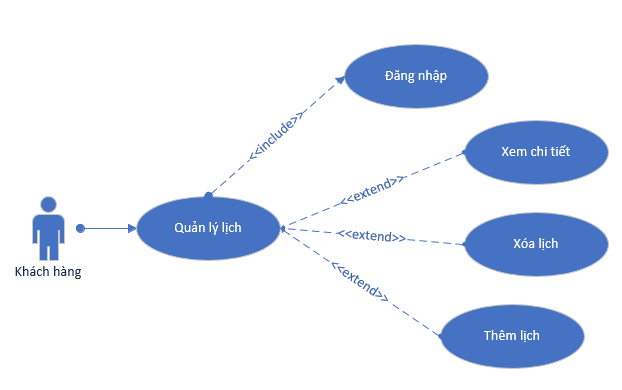 Đăng nhập
<<include>>
Xem chi tiết
<<extend>>
Quản lý lịch
<<extend>>
Xóa lịch
Khách hàng
<<extend>>
Thêm lịch